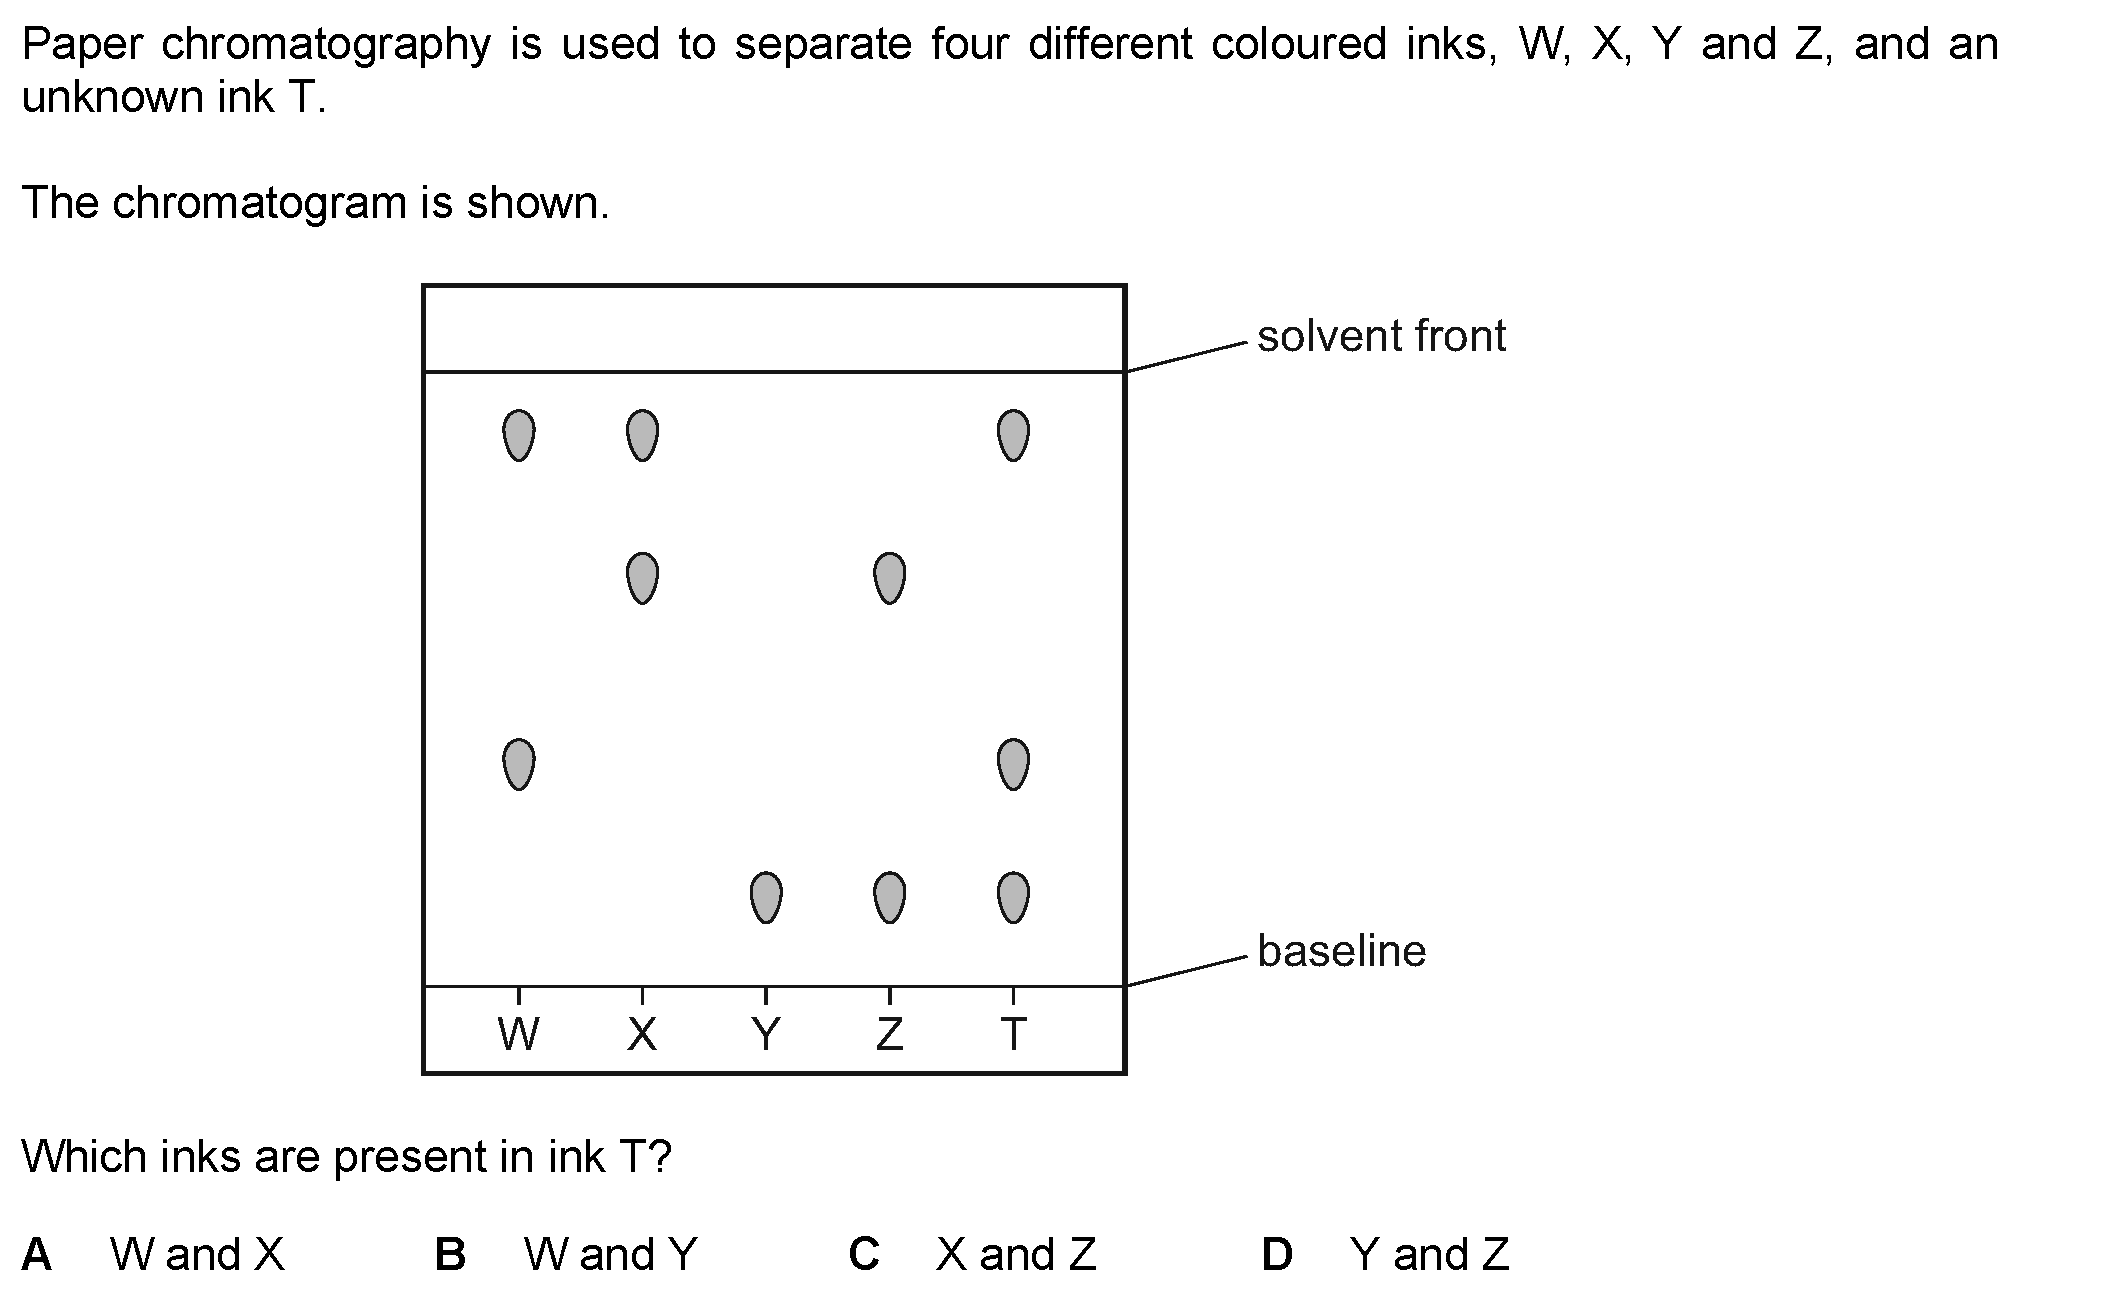 Paper chromatography is used to separate four different coloured inks, W, X, Y and Z, and an
unknown ink T.
The chromatogram is shown.
solvent front
baseline
W X Y Z T
Which inks are present in ink T?
A W and X B W and Y C X and Z D Y and Z